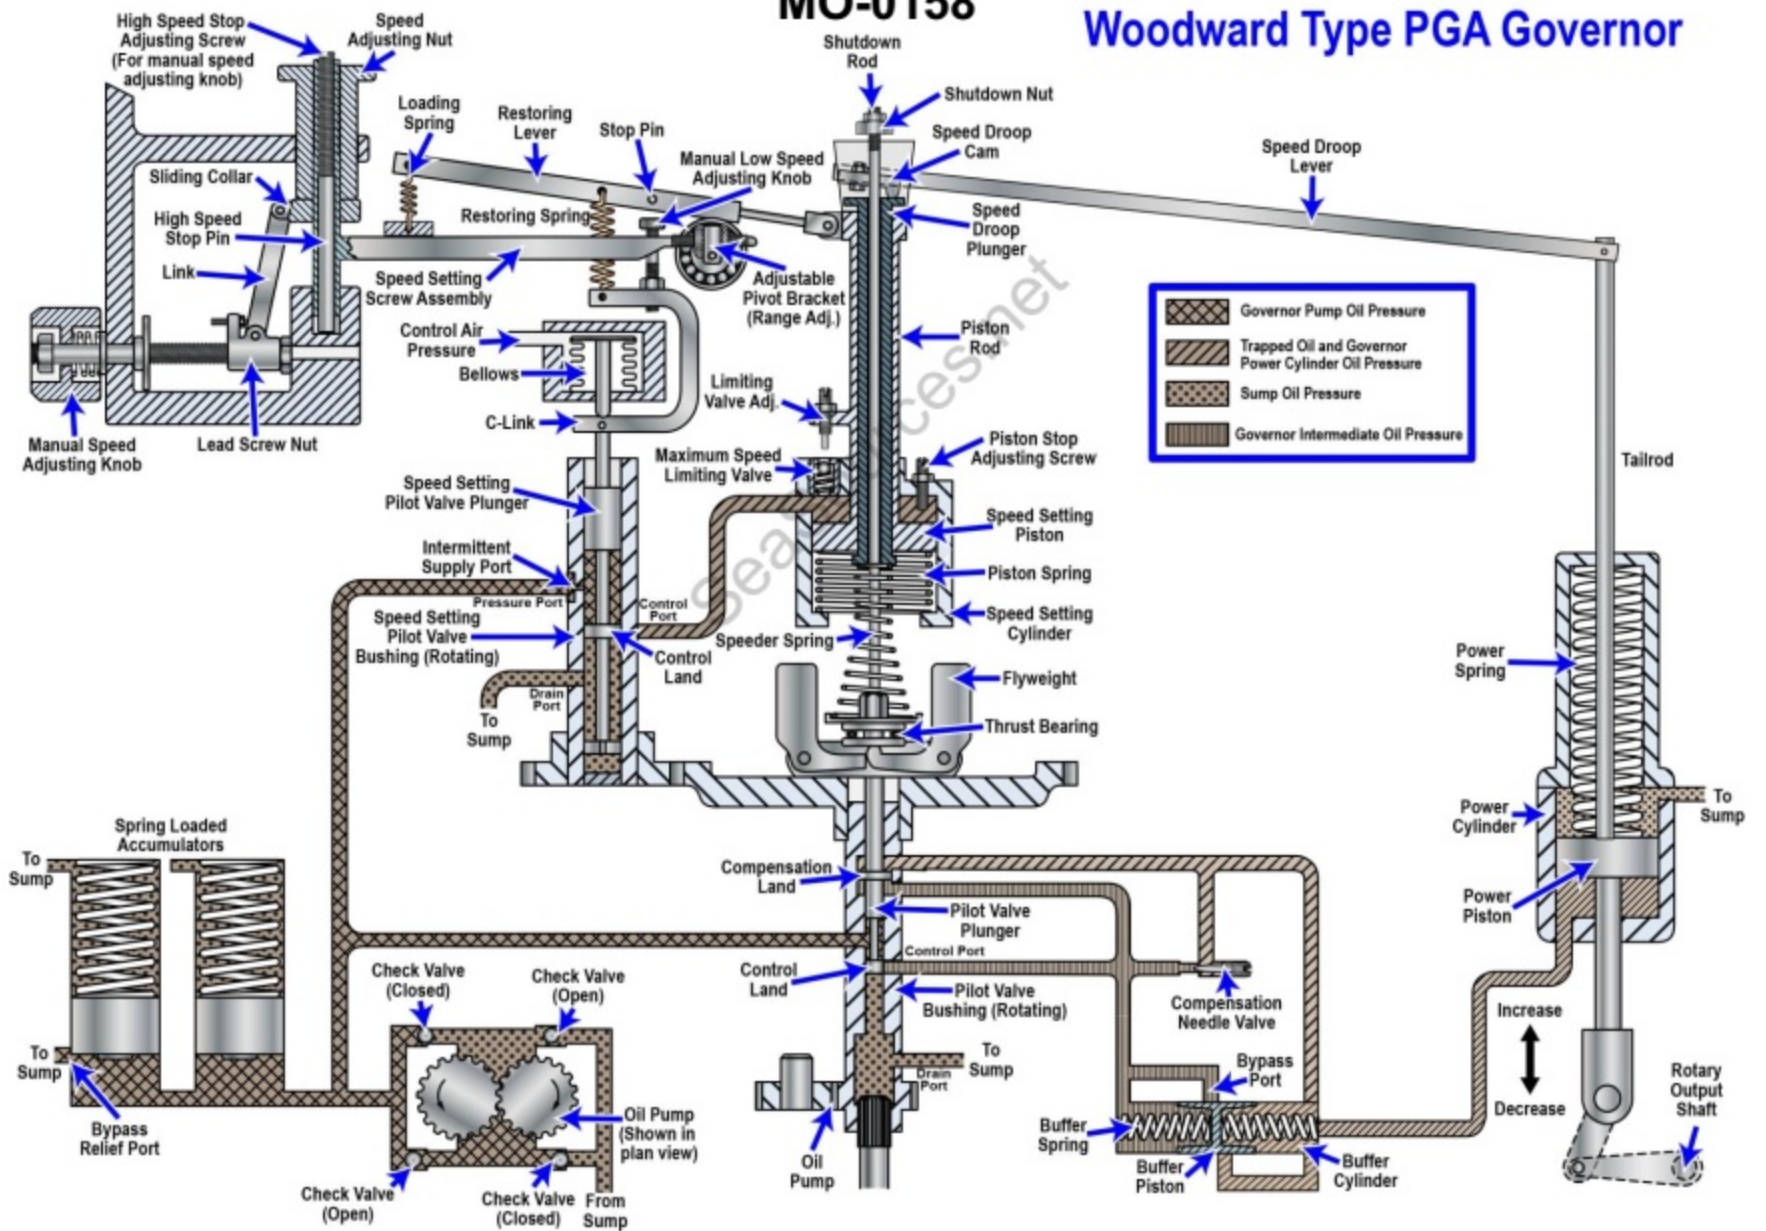 MO-0158
Woodward Type PGA Governor
High Speed Stop
Adjusting Screw
(For manual speed
adjusting knob)
Speed
Adjusting Nut
Shutdown
Rod
Shutdown Nut
Speed Droop
Cam
Speed Droop
Lever
Loading
Spring
Restoring
Lever
Stop Pin
Manual Low Speed
Adjusting Knob
Sliding Collar
High Speed
Stop Pin
Link
Restoring Spring
Speed
Droop
Plunger
Speed Setting
Screw Assembly
Adjustable
Pivot Bracket
(Range Adj.)
Control Air
Pressure
Bellows
Piston
Rod
Governor Pump Oil Pressure
Trapped Oil and Governor
Power Cylinder Oil Pressure
Sump Oil Pressure
Governor Intermediate Oil Pressure
Limiting
Valve Adj.
C-Link
Manual Speed
Adjusting Knob
Lead Screw Nut
Maximum Speed
Limiting Valve
Piston Stop
Adjusting Screw
Tailrod
Speed Setting
Pilot Valve Plunger
Speed Setting
Piston
Intermittent
Supply Port
Pressure Port
Control
Port
Piston Spring
Speed Setting
Pilot Valve
Bushing (Rotating)
Speed Setting
Cylinder
Speeder Spring
Control
Land
Drain
Port
To
Sump
Flyweight
Thrust Bearing
Power
Spring
To
Sump
Power
Cylinder
Power
Piston
Spring Loaded
Accumulators
To
Sump
Compensation
Land
Pilot Valve
Plunger
Control Port
Control
Land
Pilot Valve
Bushing (Rotating)
Compensation
Needle Valve
Check Valve
(Closed)
Check Valve
(Open)
To
Sump
Bypass
Relief Port
To
Sump
Drain
Port
Bypass
Port
Increase
Decrease
Rotary
Output
Shaft
Oil Pump
(Shown in
plan view)
Oil
Pump
Buffer
Spring
Buffer
Piston
Buffer
Cylinder
Check Valve
(Open)
Check Valve
(Closed)
From
Sump